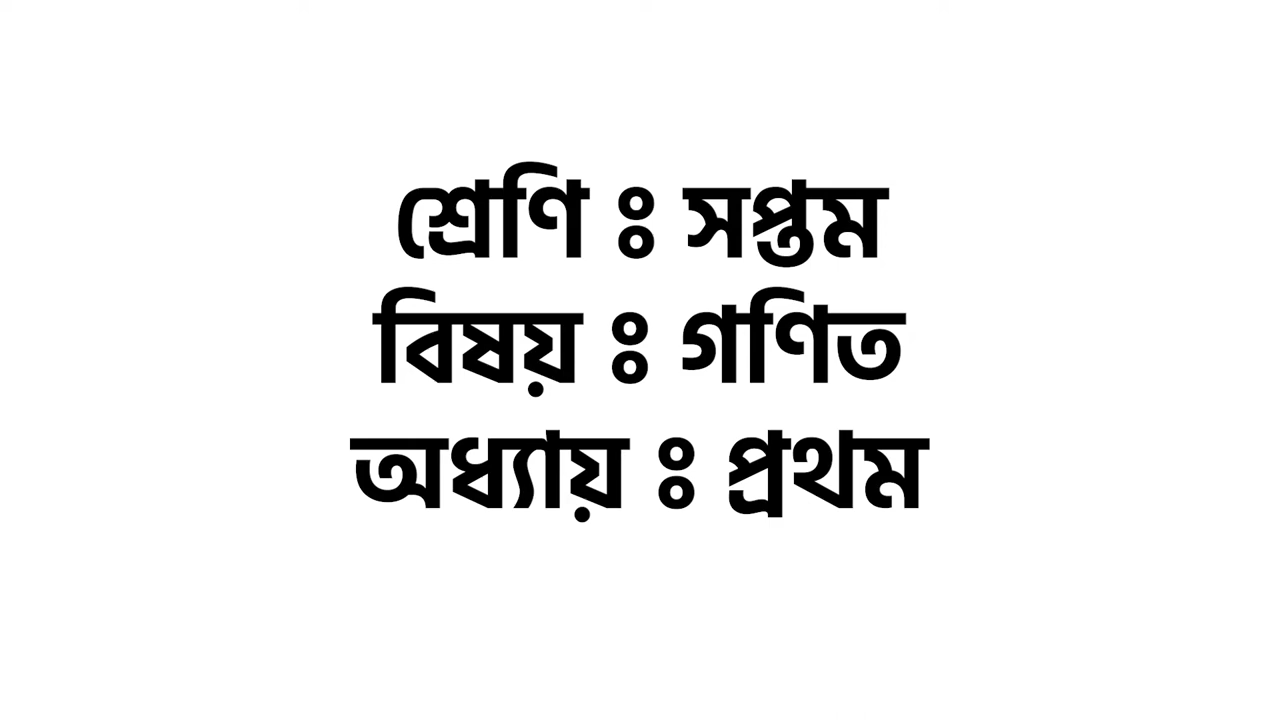 শ্রেণি ঃ সপ্তম
বিষয় ঃ গণিত
অধ্যায় ঃ প্রথম